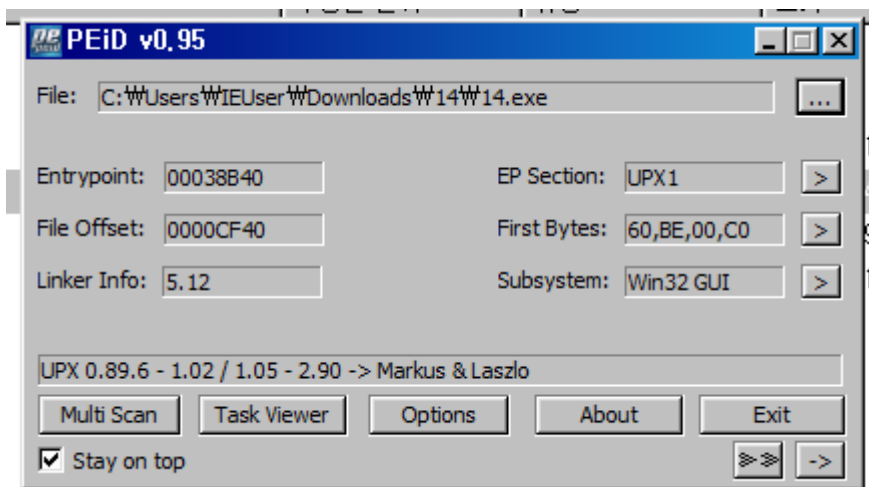 PEiD v0.95
File: C:₩Users₩IEUser₩Downloads₩14₩14.exe ...
Entrypoint: 00038B40 EP Section: UPX1 >
File Offset: 0000CF40 First Bytes: 60,BE,00,C0 >
Linker Info: 5.12 Subsystem: Win32 GUI >
UPX 0.89.6 - 1.02 / 1.05 - 2.90 -> Markus & Laszlo
Multi Scan Task Viewer Options About Exit
Stay on top ->